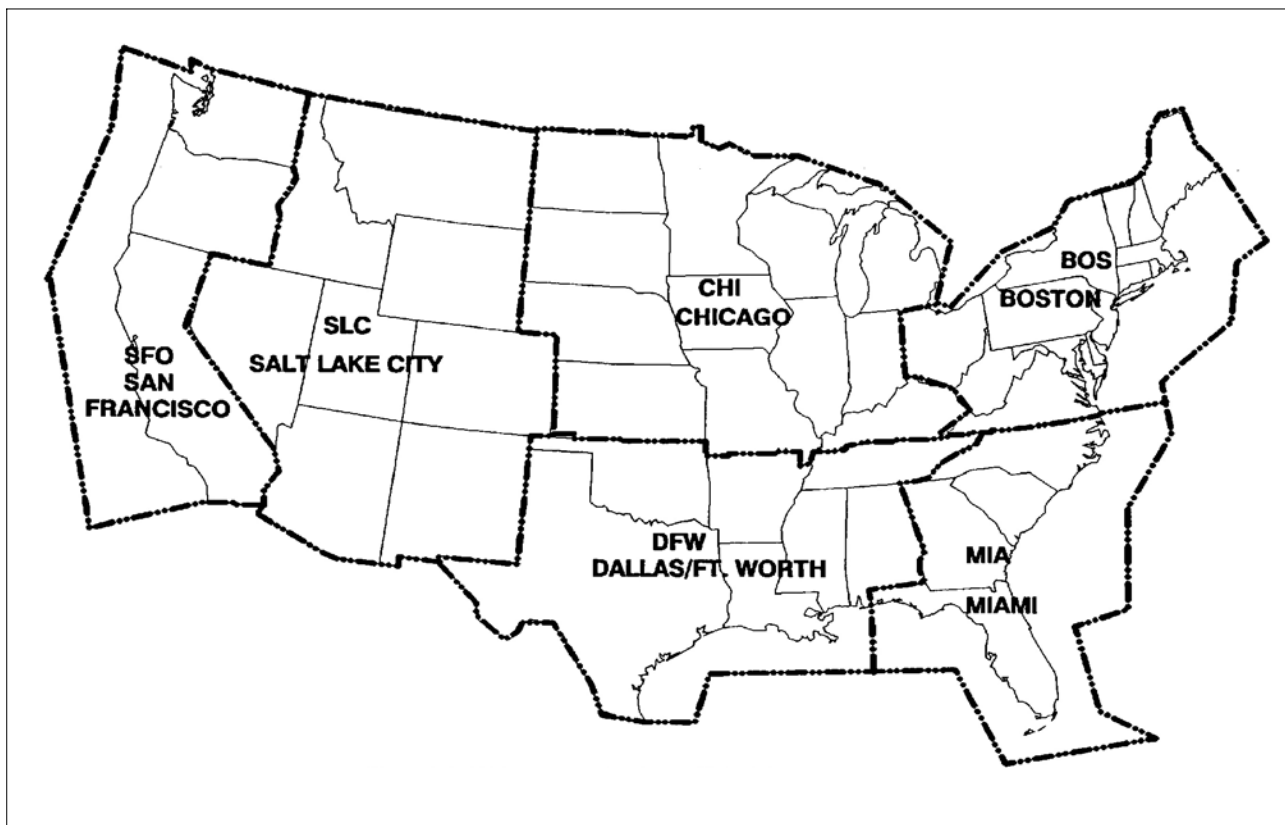 BOS
BOSTON
CHI
CHICAGO
SLC
SALT LAKE CITY
SFO
SAN
FRANCISCO
DFW
DALLAS/FT. WORTH
MIA
MIAMI